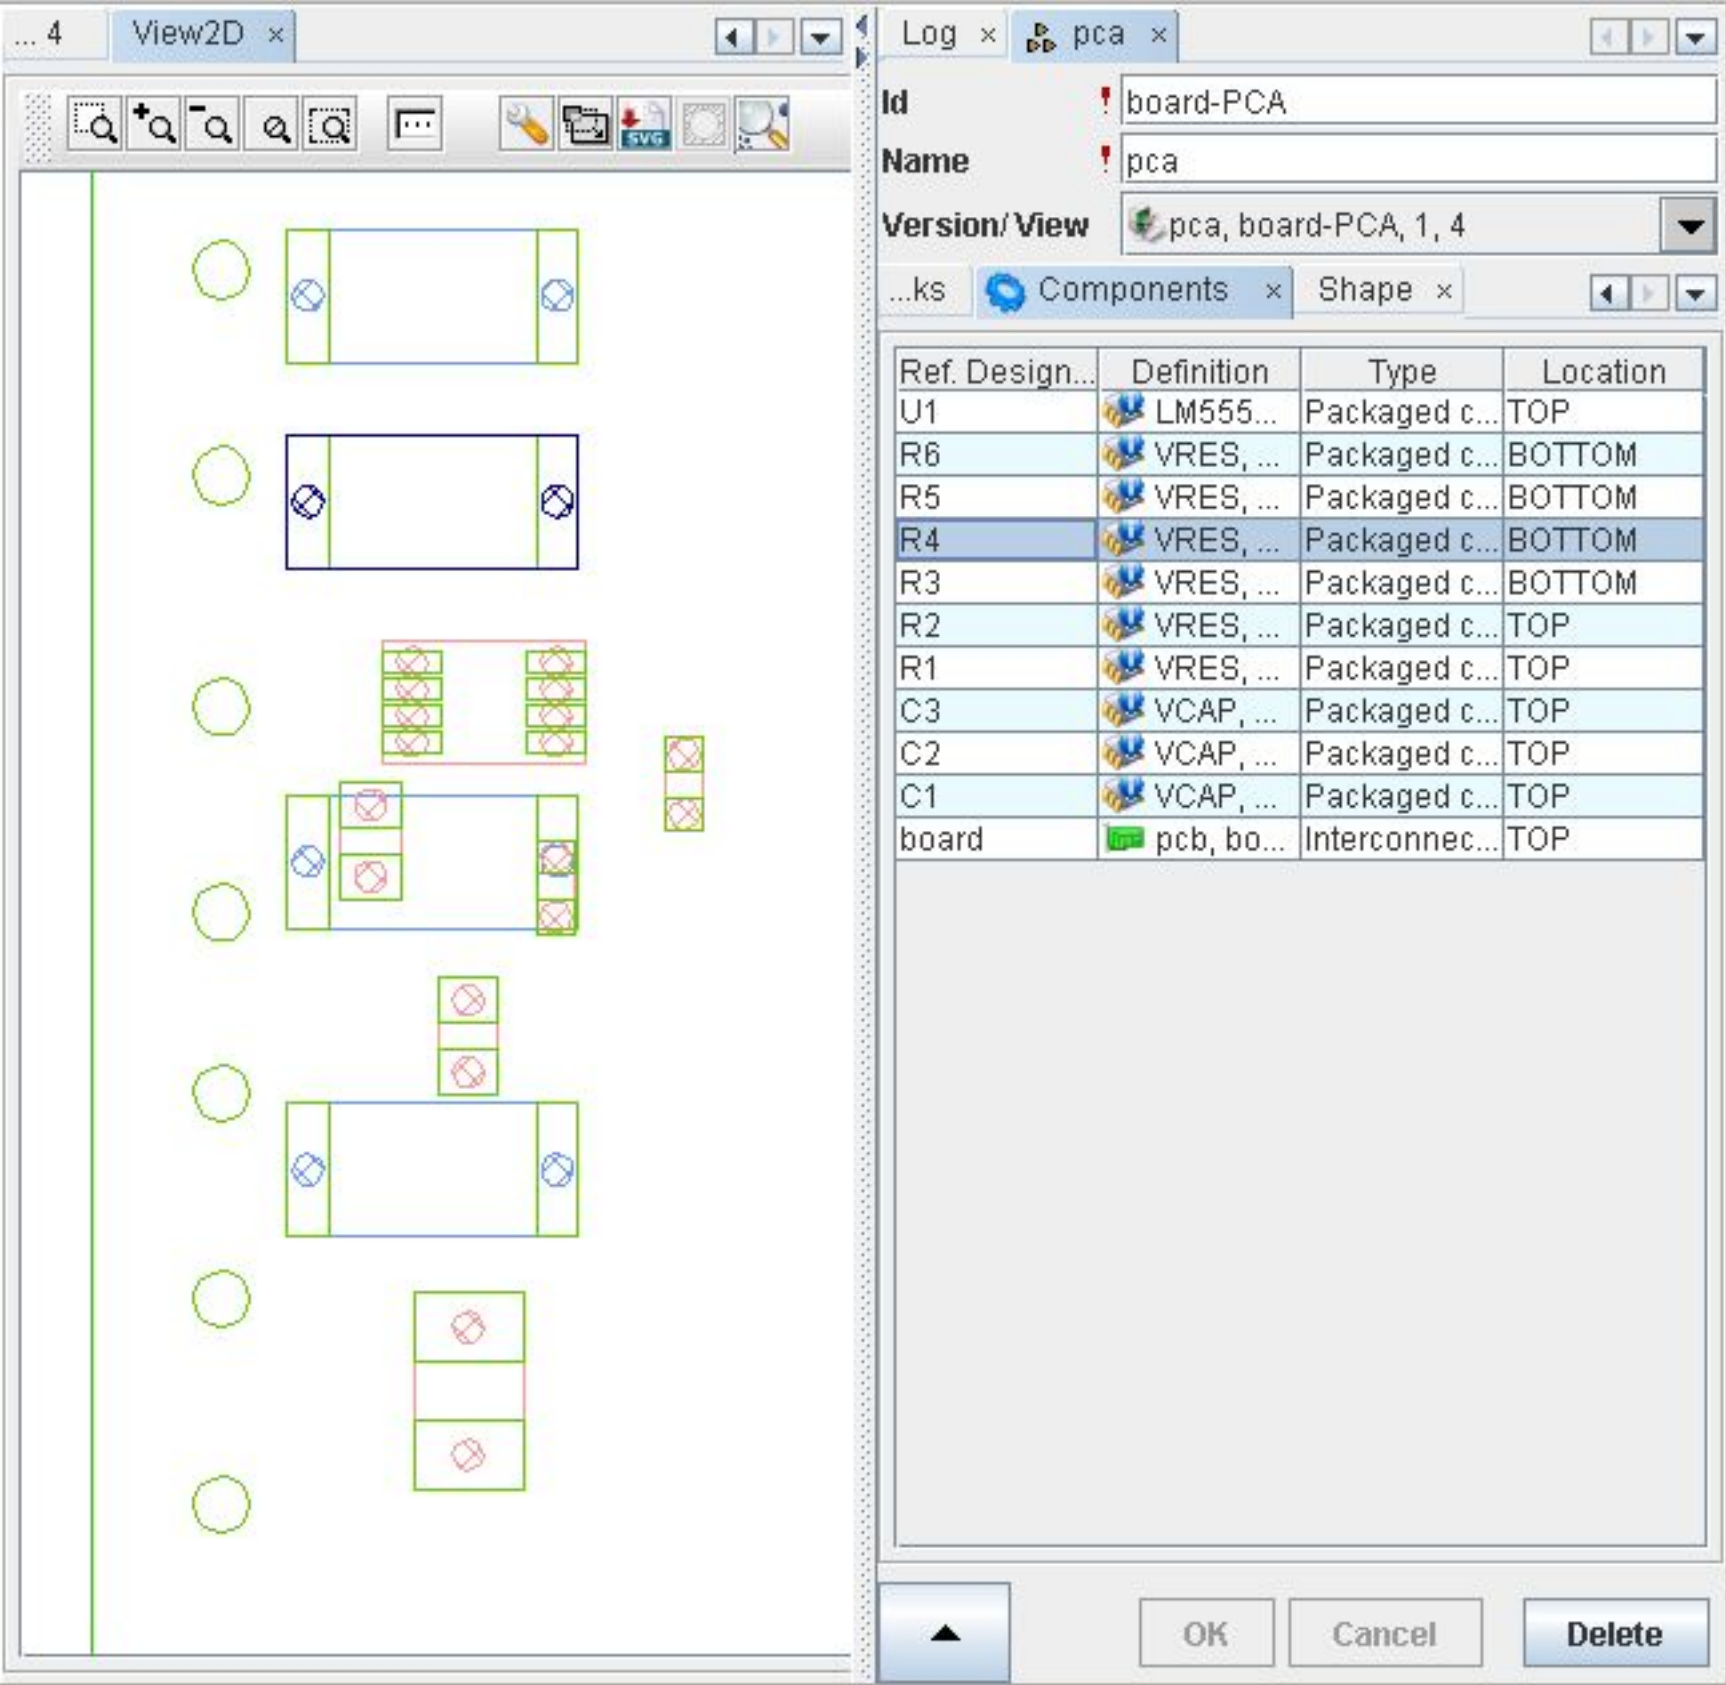 ... 4 View2D ×
Log × pca ×
SVG
Id ! board-PCA
Name ! pca
Version/View pca, board-PCA, 1, 4
...ks Components × Shape ×
Ref. Design... Definition Type Location
U1 LM555... Packaged c... TOP
R6 VRES, ... Packaged c... BOTTOM
R5 VRES, ... Packaged c... BOTTOM
R4 VRES, ... Packaged c... BOTTOM
R3 VRES, ... Packaged c... BOTTOM
R2 VRES, ... Packaged c... TOP
R1 VRES, ... Packaged c... TOP
C3 VCAP, ... Packaged c... TOP
C2 VCAP, ... Packaged c... TOP
C1 VCAP, ... Packaged c... TOP
board pcb, bo... Interconnec... TOP
OK Cancel Delete